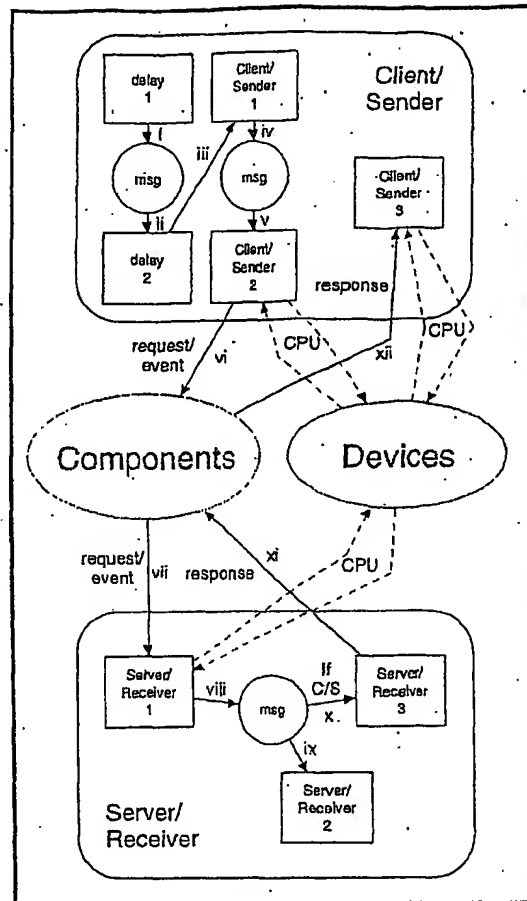 delay
1
i
msg
ii
delay
2
iii
Client/
Sender
1
iv
msg
v
Client/
Sender
2
Client/
Sender
Client/
Sender
3
response
CPU
CPU
request/
event
vi
xii
Components
Devices
request/
event
vii
response
xi
CPU
Server/
Receiver
1
viii
msg
If
C/S
x
ix
Server/
Receiver
3
Server/
Receiver
2
Server/
Receiver